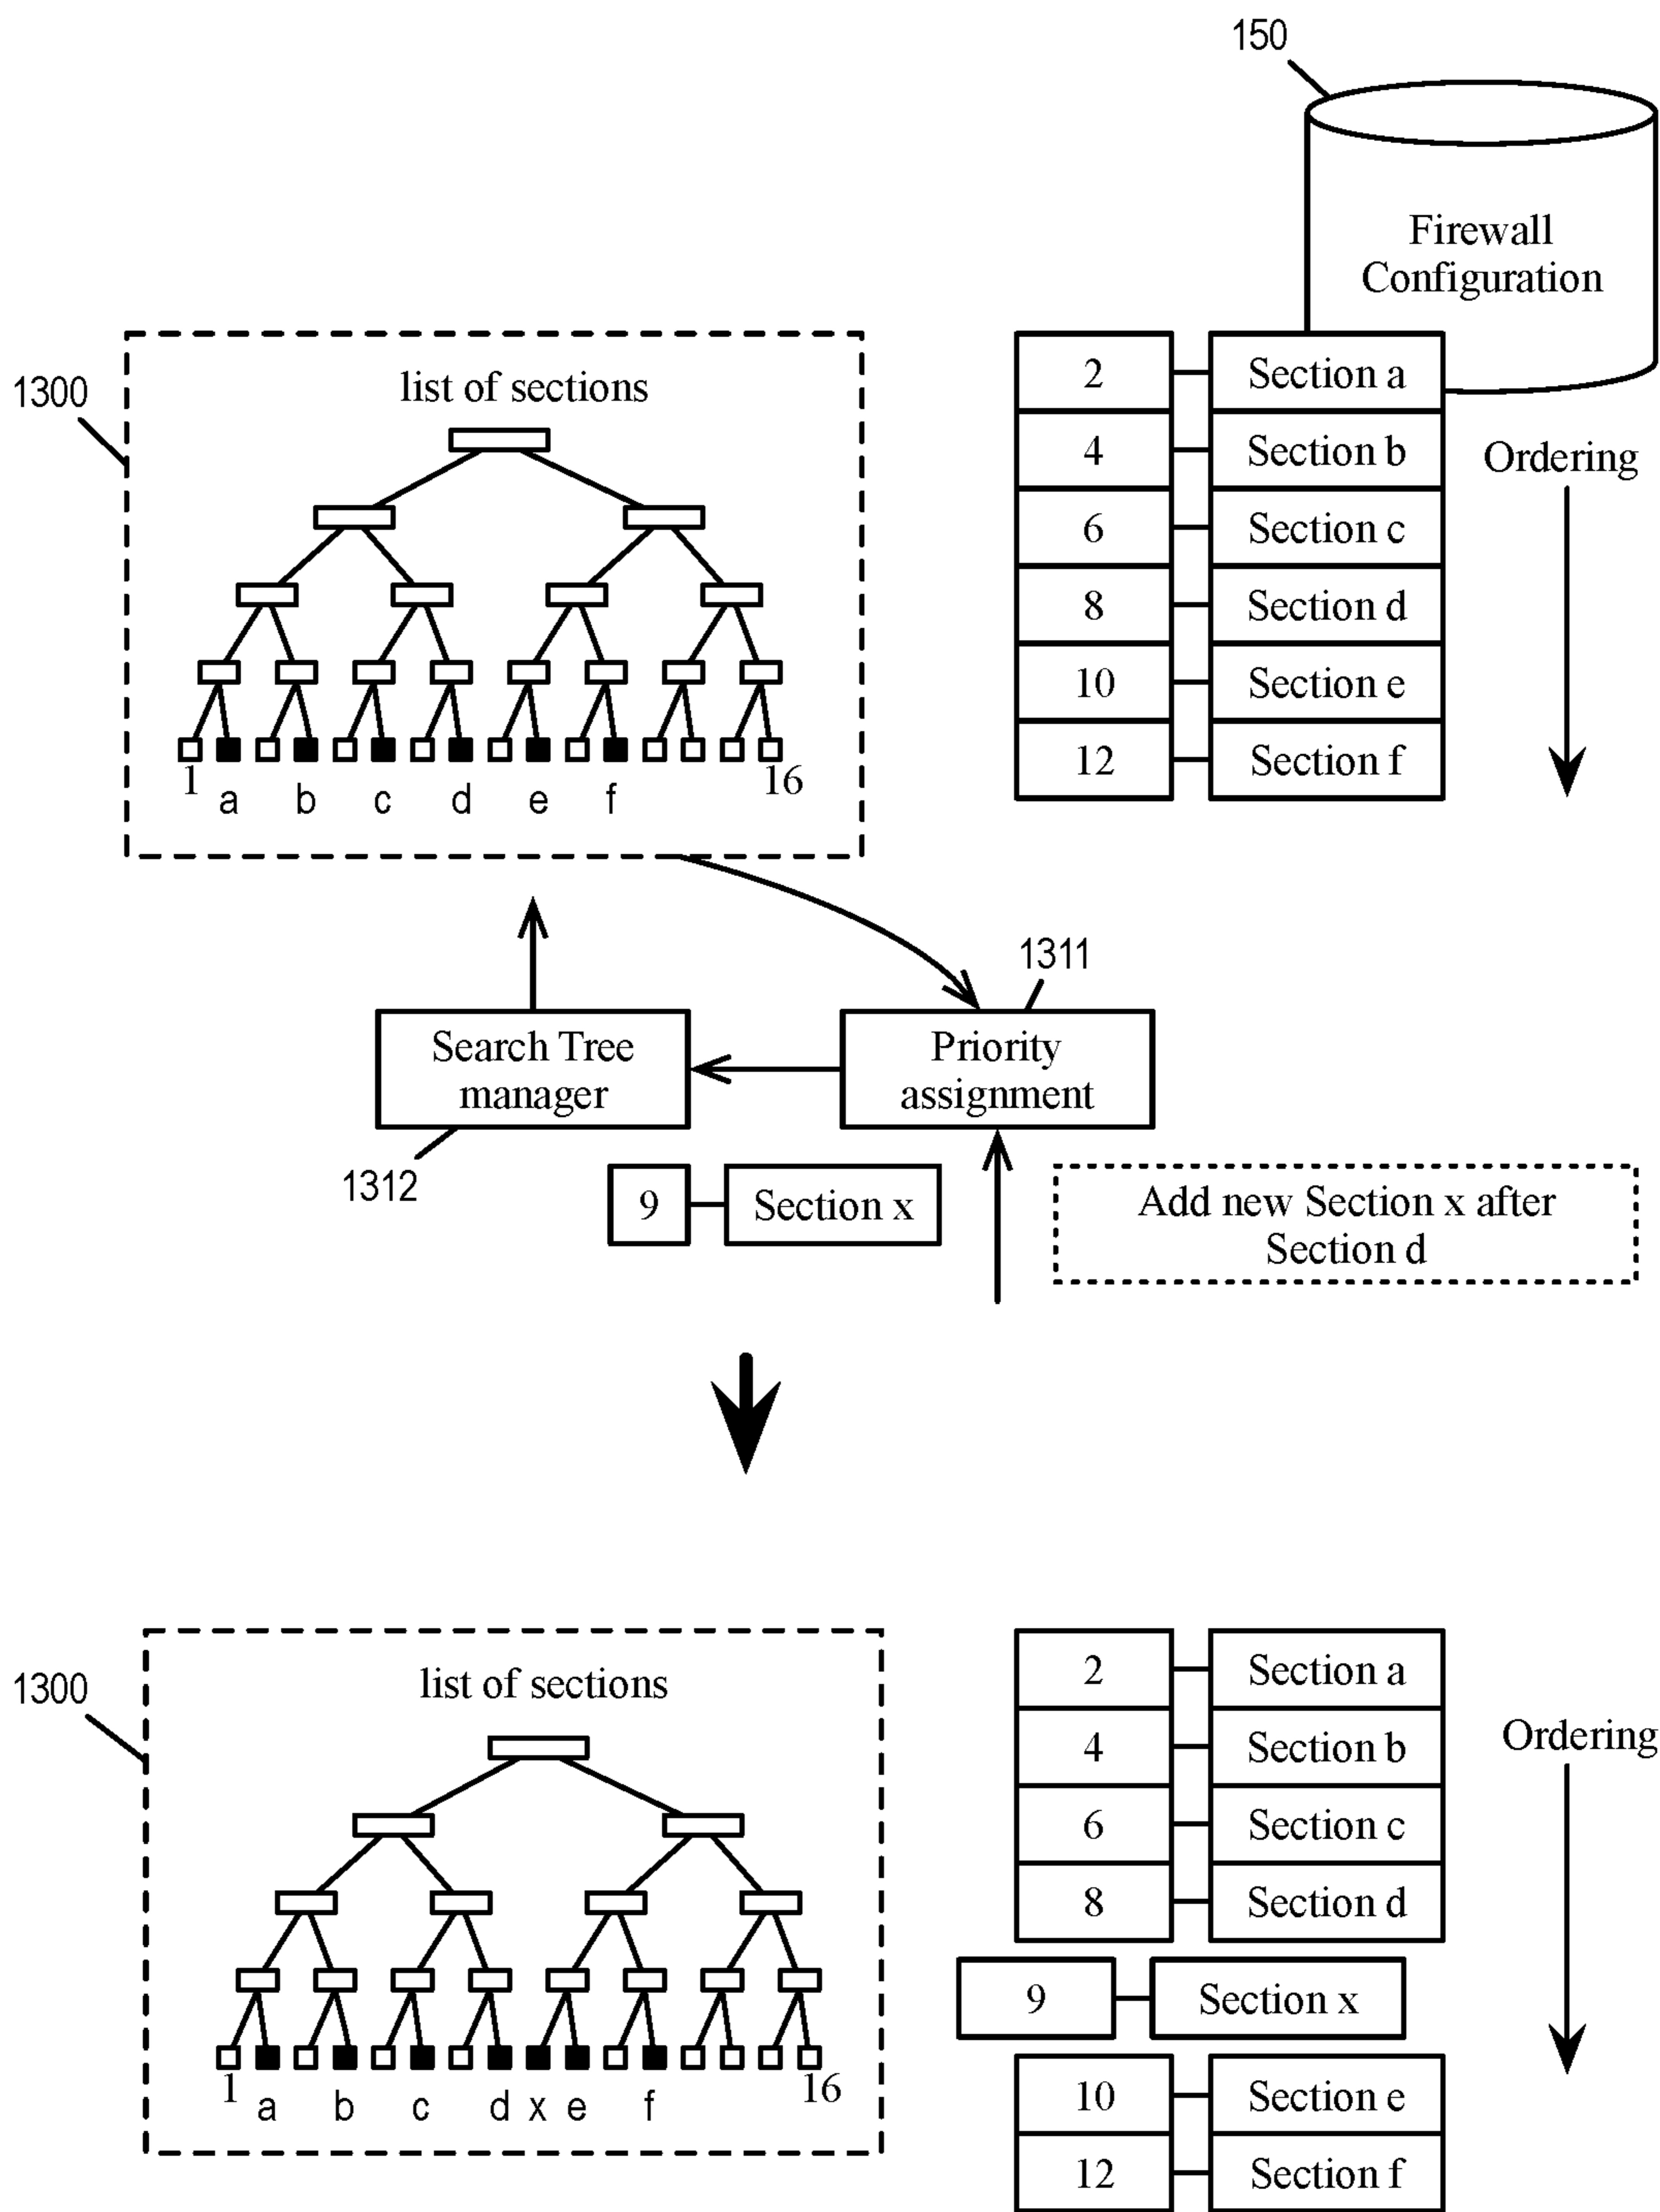 150
Firewall
Configuration
1300
list of sections
1
a
b
c
d
e
f
16
2
Section a
4
Section b
6
Section c
8
Section d
10
Section e
12
Section f
Ordering
1311
Search Tree
manager
Priority
assignment
1312
9
Section x
Add new Section x after
Section d
1300
list of sections
1
a
b
c
d
x
e
f
16
2
Section a
4
Section b
6
Section c
8
Section d
9
Section x
10
Section e
12
Section f
Ordering